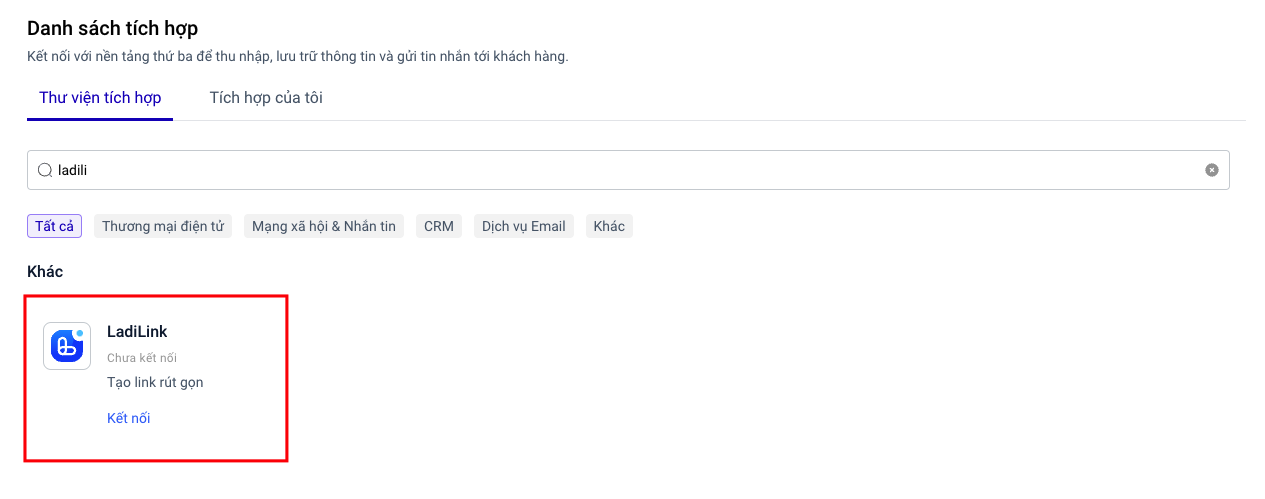 Danh sách tích hợp
Kết nối với nền tảng thứ ba để thu nhập, lưu trữ thông tin và gửi tin nhắn tới khách hàng.
Thư viện tích hợp
Tích hợp của tôi
ladili
Tất cả
Thương mại điện tử
Mạng xã hội & Nhắn tin
CRM
Dịch vụ Email
Khác
Khác
LadiLink
Chưa kết nối
Tạo link rút gọn
Kết nối